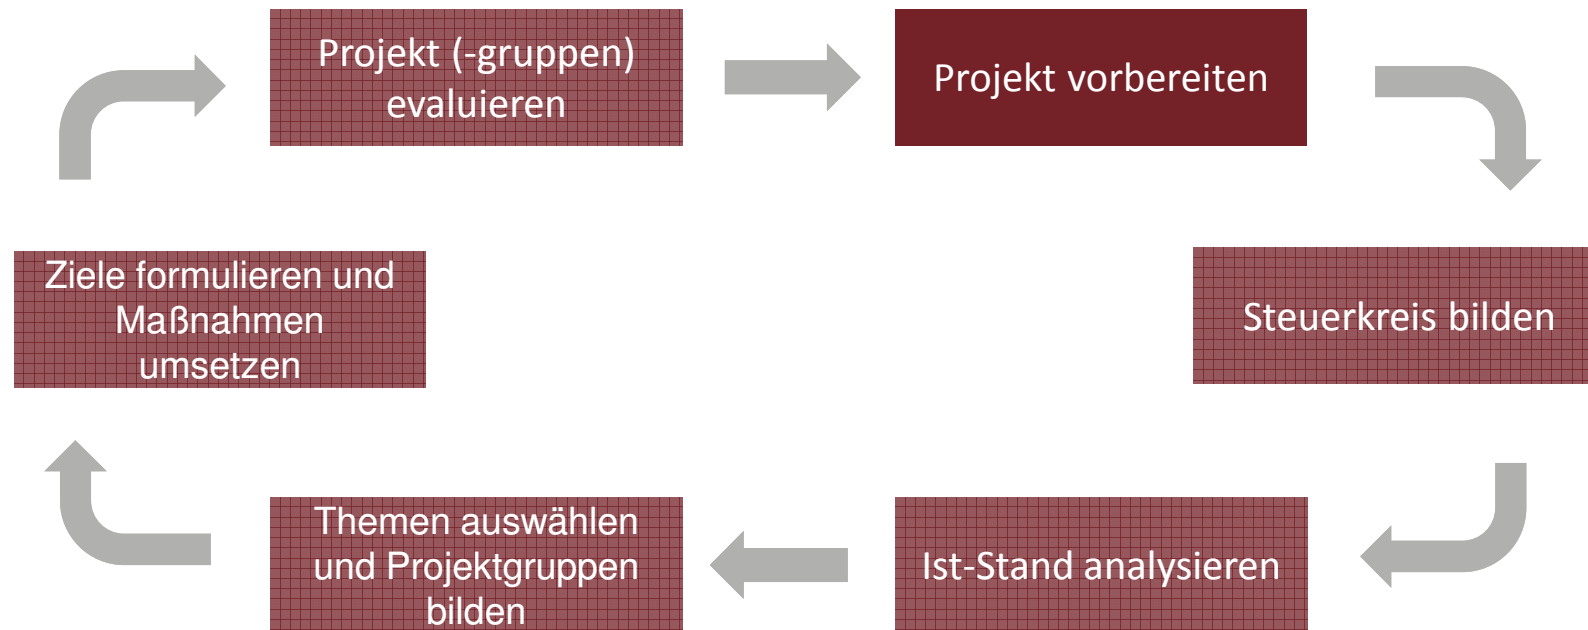 Projekt (-gruppen)
evaluieren
Projekt vorbereiten
Steuerkreis bilden
Ist-Stand analysieren
Themen auswählen
und Projektgruppen
bilden
Ziele formulieren und
Maßnahmen
umsetzen